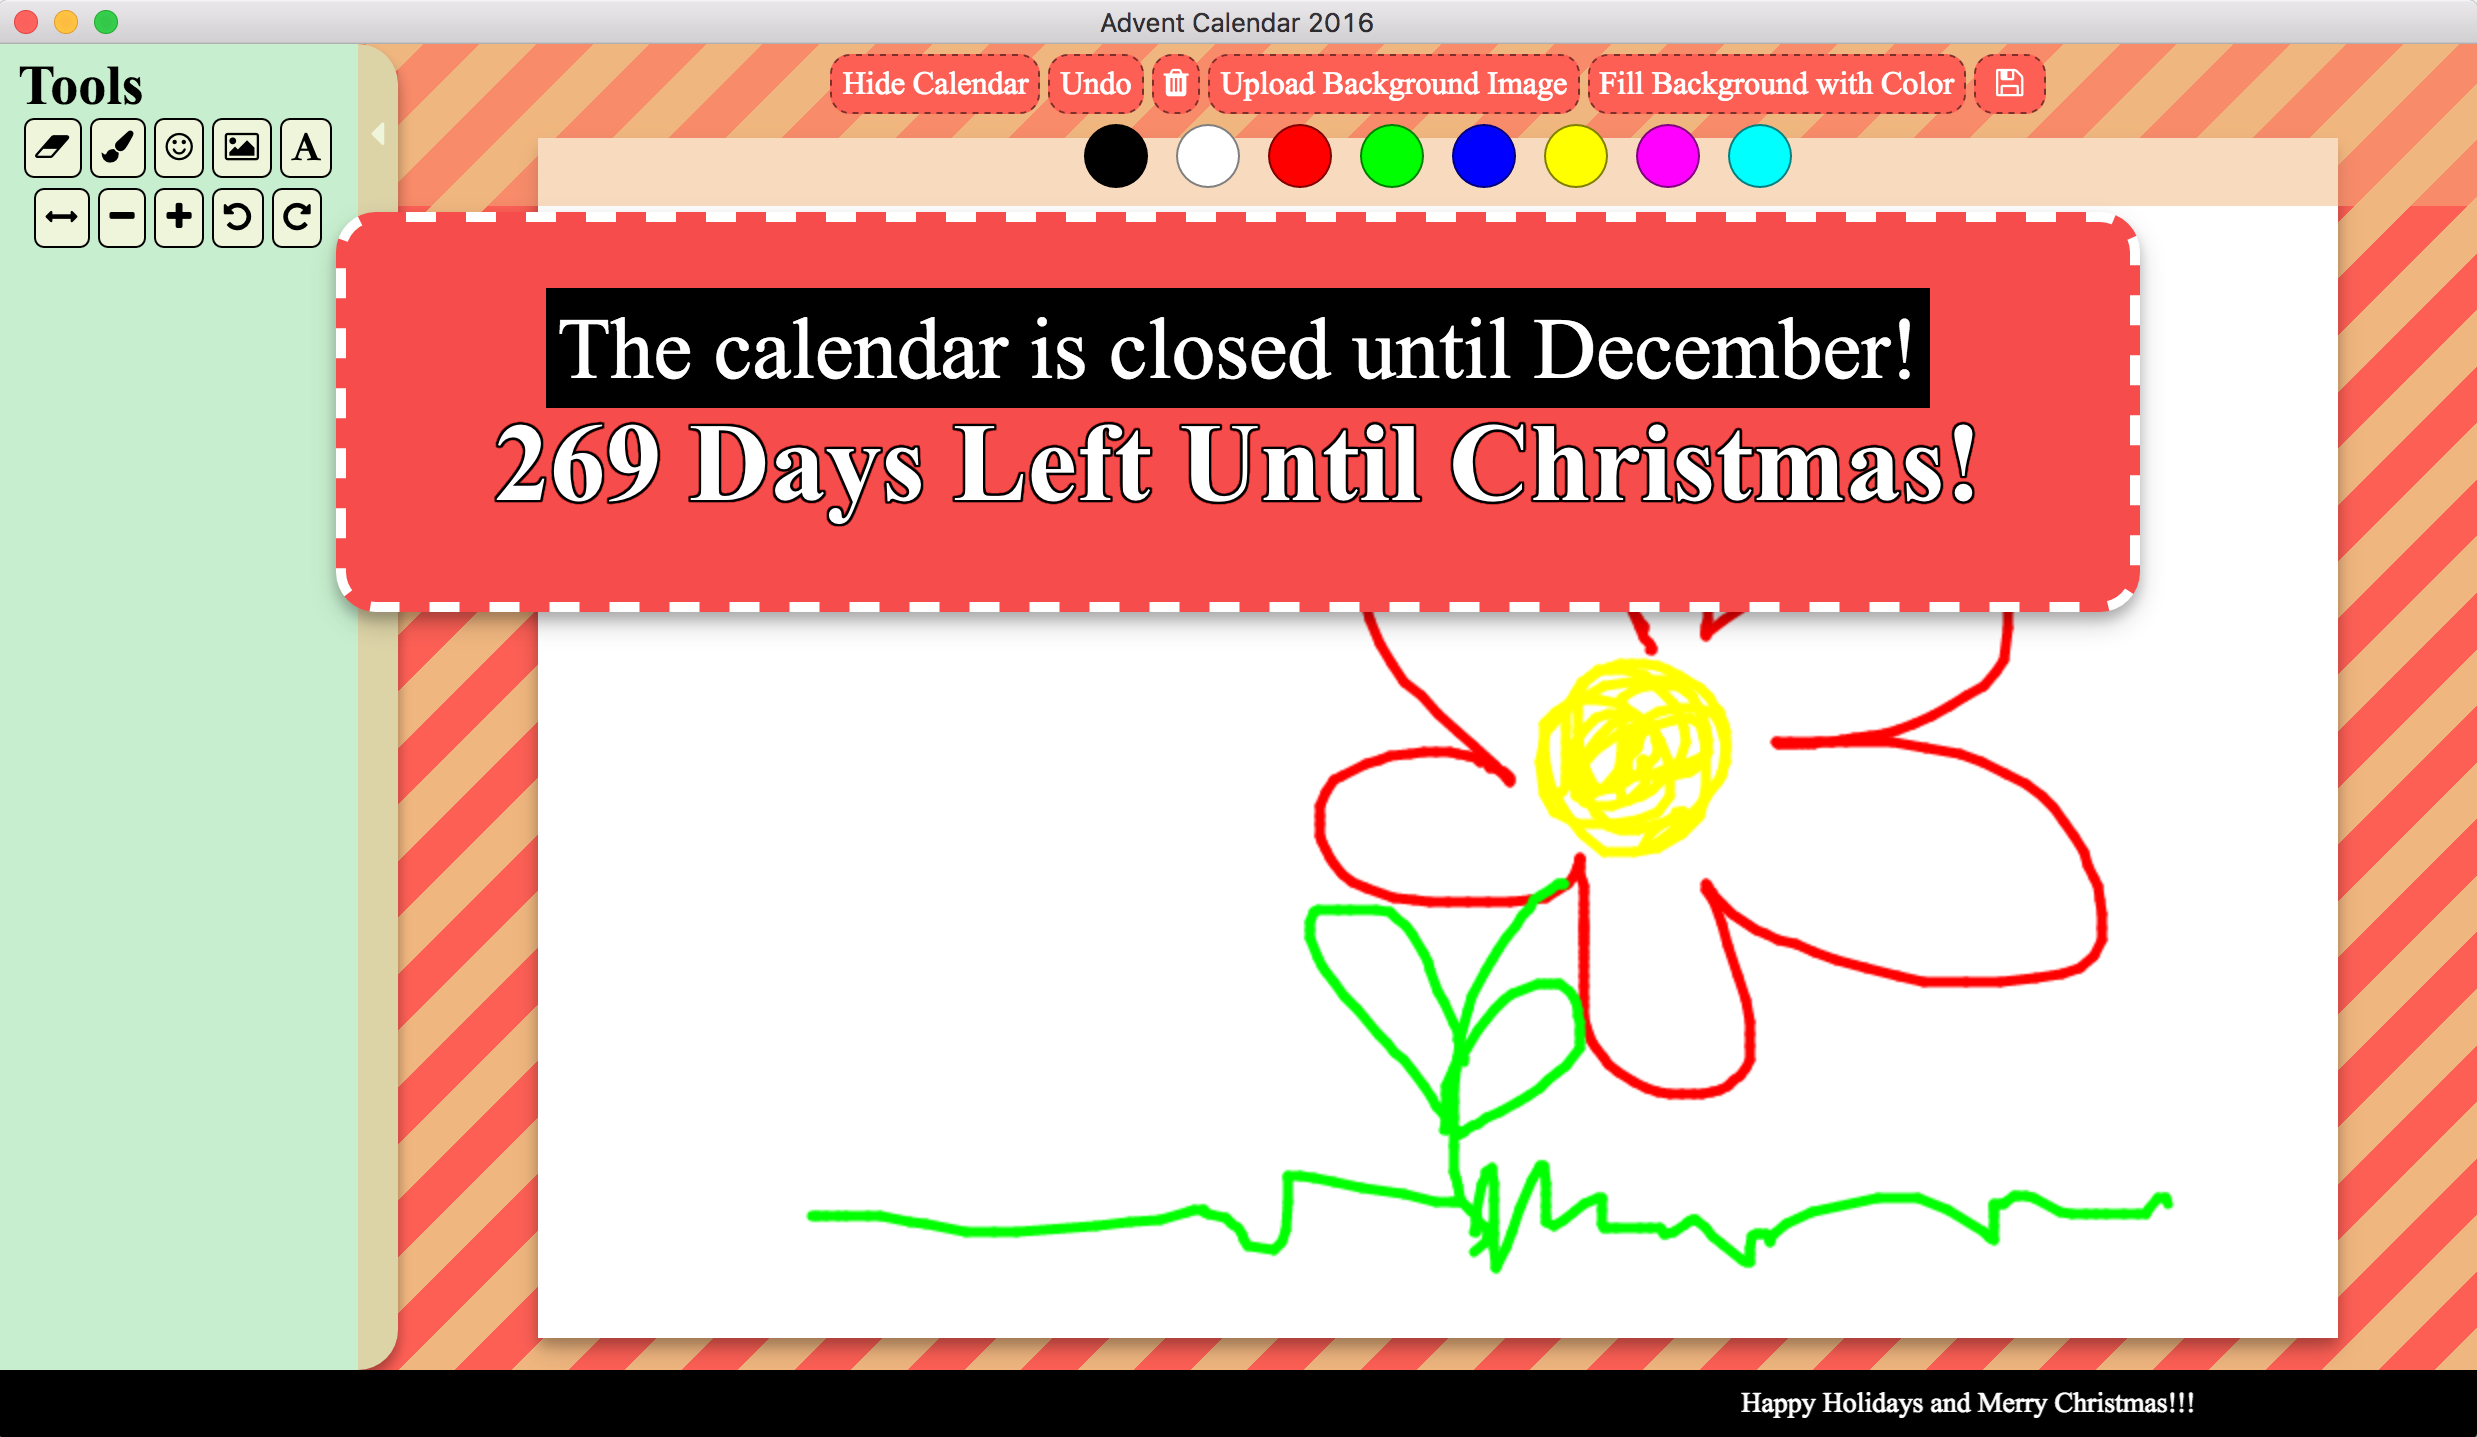 Advent Calendar 2016
Tools
Hide Calendar
Undo
Upload Background Image
Fill Background with Color
A
The calendar is closed until December!
269 Days Left Until Christmas!
Happy Holidays and Merry Christmas!!!